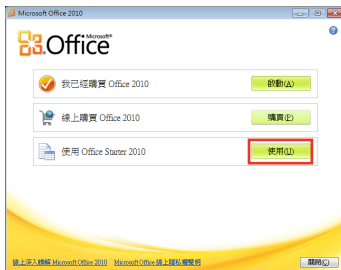 Microsoft Office 2010
Microsoft®
Office
我已經購買 Office 2010
啟動(A)
線上購買 Office 2010
購買(P)
使用 Office Starter 2010
使用(U)
線上深入瞭解 Microsoft Office 2010
Microsoft Office 線上隱私權聲明
關閉(C)